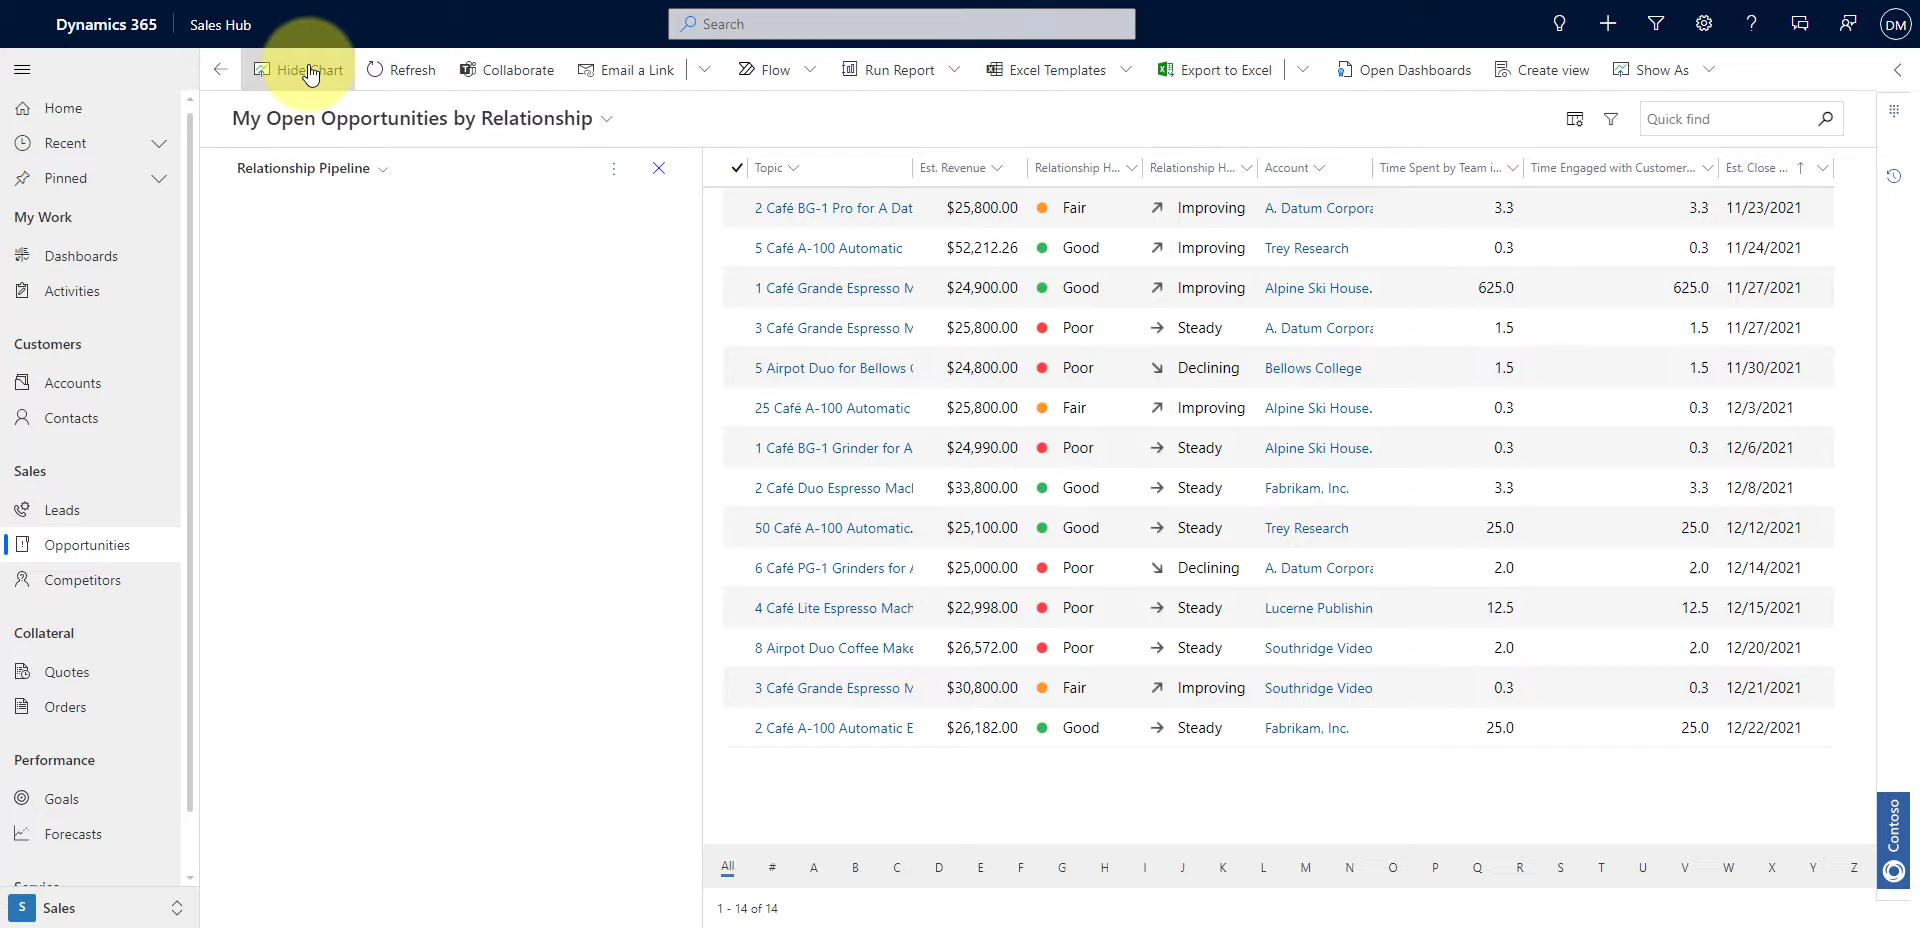 Dynamics 365 Sales Hub Search DM
Hide Chart Refresh Collaborate Email a Link Flow Run Report Excel Templates Export to Excel Open Dashboards Create view Show As
Home
Recent
Pinned
My Work
Dashboards
Activities
Customers
Accounts
Contacts
Sales
Leads
Opportunities
Competitors
Collateral
Quotes
Orders
Performance
Goals
Forecasts
Service
S Sales
My Open Opportunities by Relationship
Quick find
Relationship Pipeline
Topic Est. Revenue Relationship H... Relationship H... Account Time Spent by Team i... Time Engaged with Customer... Est. Close ...
2 Café BG-1 Pro for A Dat $25,800.00 Fair Improving A. Datum Corpora 3.3 3.3 11/23/2021
5 Café A-100 Automatic $52,212.26 Good Improving Trey Research 0.3 0.3 11/24/2021
1 Café Grande Espresso M $24,900.00 Good Improving Alpine Ski House. 625.0 625.0 11/27/2021
3 Café Grande Espresso M $25,800.00 Poor Steady A. Datum Corpora 1.5 1.5 11/27/2021
5 Airpot Duo for Bellows C $24,800.00 Poor Declining Bellows College 1.5 1.5 11/30/2021
25 Café A-100 Automatic $25,800.00 Fair Improving Alpine Ski House. 0.3 0.3 12/3/2021
1 Café BG-1 Grinder for A $24,990.00 Poor Steady Alpine Ski House. 0.3 0.3 12/6/2021
2 Café Duo Espresso Mach $33,800.00 Good Steady Fabrikam, Inc. 3.3 3.3 12/8/2021
50 Café A-100 Automatic. $25,100.00 Good Steady Trey Research 25.0 25.0 12/12/2021
6 Café PG-1 Grinders for A $25,000.00 Poor Declining A. Datum Corpora 2.0 2.0 12/14/2021
4 Café Lite Espresso Mach $22,998.00 Poor Steady Lucerne Publishin 12.5 12.5 12/15/2021
8 Airpot Duo Coffee Make $26,572.00 Poor Steady Southridge Video 2.0 2.0 12/20/2021
3 Café Grande Espresso M $30,800.00 Fair Improving Southridge Video 0.3 0.3 12/21/2021
2 Café A-100 Automatic E $26,182.00 Good Steady Fabrikam, Inc. 25.0 25.0 12/22/2021
All # A B C D E F G H I J K L M N O P Q R S T U V W X Y Z
1 - 14 of 14
Contoso